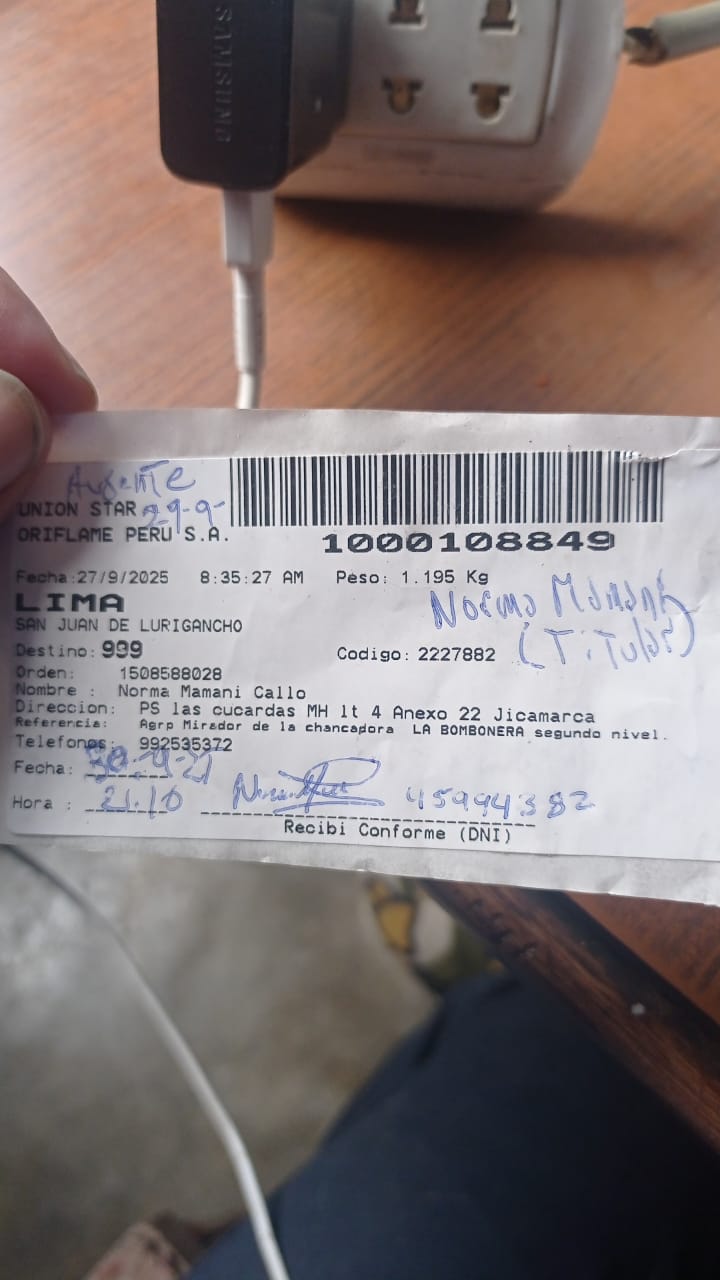 SAMSUNG
Ausente
29-9-
UNION STAR
ORIFLAME PERU S.A.
1000108849
Fecha:27/9/2025 8:35:27 AM Peso: 1.195 Kg
LIMA
Norma Mamani
(Titular)
SAN JUAN DE LURIGANCHO
Destino: 999 Codigo: 2227882
Orden: 1508588028
Nombre : Norma Mamani Callo
Direccion: PS las cucardas MH lt 4 Anexo 22 Jicamarca
Referencia: Agrp Mirador de la chancadora LA BOMBONERA segundo nivel.
Telefonos: 992535372
Fecha:
Hora : 21.10 45994382
Recibi Conforme (DNI)